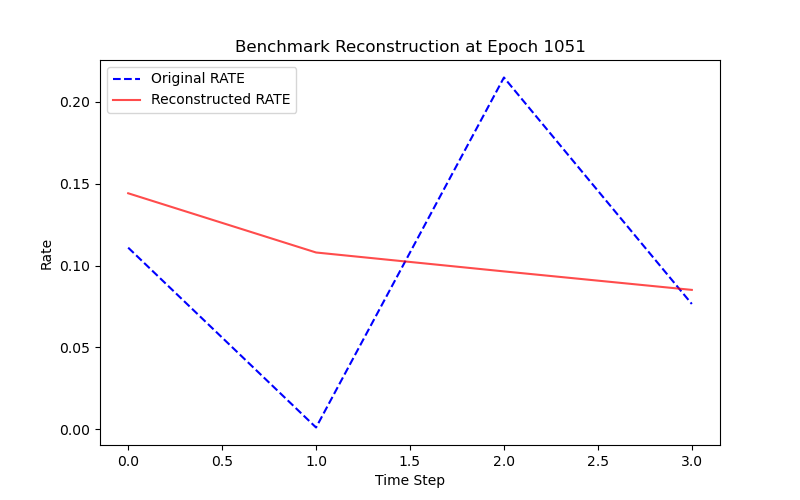 Benchmark Reconstruction at Epoch 1051
Original RATE
Reconstructed RATE
0.20
0.15
0.10
0.05
0.00
Rate
0.0 0.5 1.0 1.5 2.0 2.5 3.0
Time Step